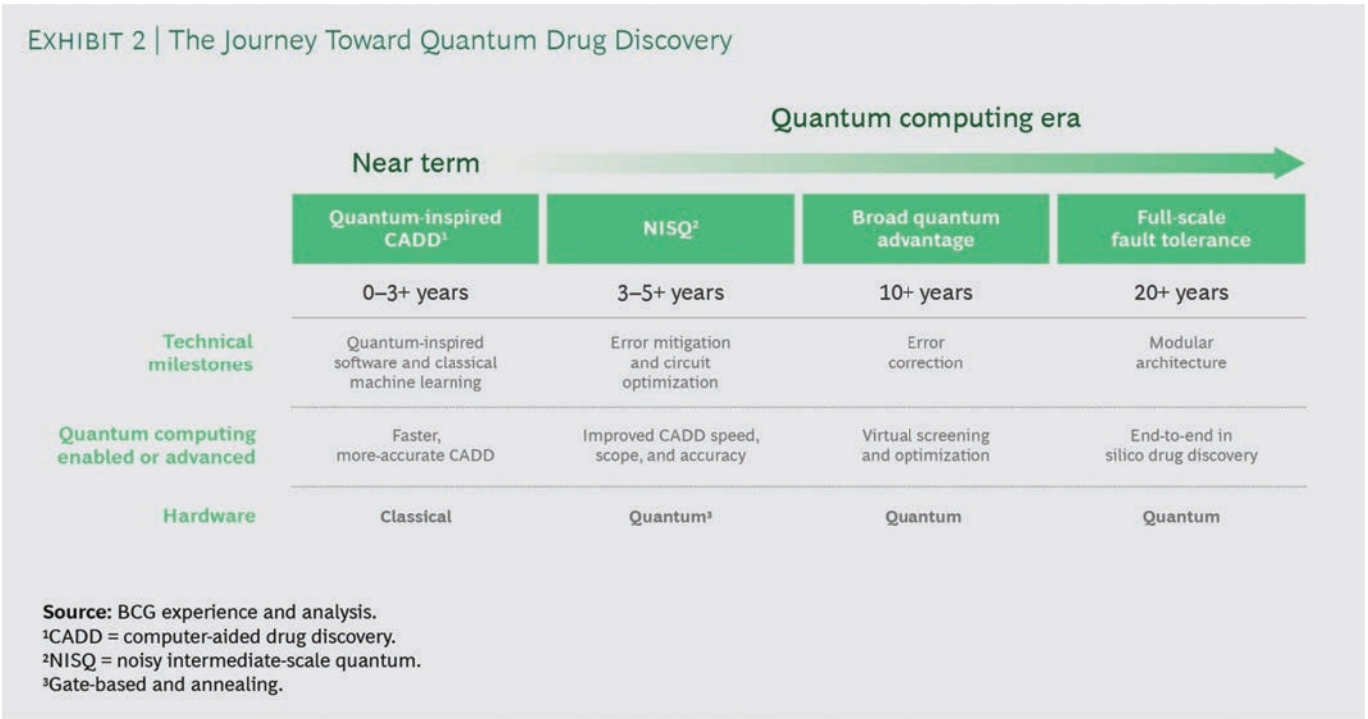 EXHIBIT 2 | The Journey Toward Quantum Drug Discovery
Quantum computing era
Near term
Quantum-inspired
CADD¹
NISQ²
Broad quantum
advantage
Full-scale
fault tolerance
0–3+ years
3–5+ years
10+ years
20+ years
Technical
milestones
Quantum-inspired
software and classical
machine learning
Error mitigation
and circuit
optimization
Error
correction
Modular
architecture
Quantum computing
enabled or advanced
Faster,
more-accurate CADD
Improved CADD speed,
scope, and accuracy
Virtual screening
and optimization
End-to-end in
silico drug discovery
Hardware
Classical
Quantum³
Quantum
Quantum
Source: BCG experience and analysis.
¹CADD = computer-aided drug discovery.
²NISQ = noisy intermediate-scale quantum.
³Gate-based and annealing.